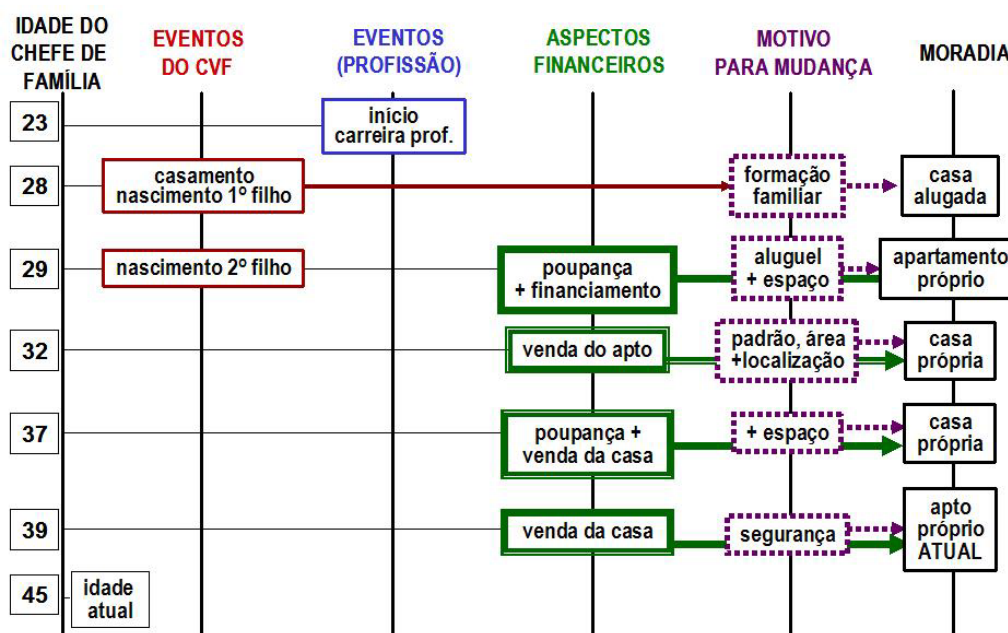 IDADE DO
CHEFE DE
FAMÍLIA
EVENTOS
DO CVF
EVENTOS
(PROFISSÃO)
ASPECTOS
FINANCEIROS
MOTIVO
PARA MUDANÇA
MORADIA
23
início
carreira prof.
28
casamento
nascimento 1º filho
formação
familiar
casa
alugada
29
nascimento 2º filho
poupança
+ financiamento
aluguel
+ espaço
apartamento
próprio
32
venda do apto
padrão, área
+localização
casa
própria
37
poupança +
venda da casa
+ espaço
casa
própria
39
venda da casa
segurança
apto
próprio
ATUAL
45
idade
atual